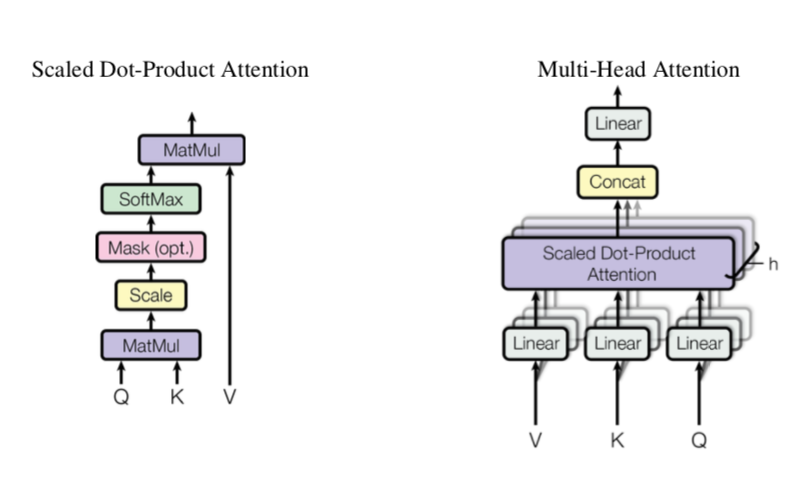 Scaled Dot-Product Attention
MatMul
SoftMax
Mask (opt.)
Scale
MatMul
Q K V
Multi-Head Attention
Linear
Concat
Scaled Dot-Product
Attention
h
Linear Linear Linear
V K Q